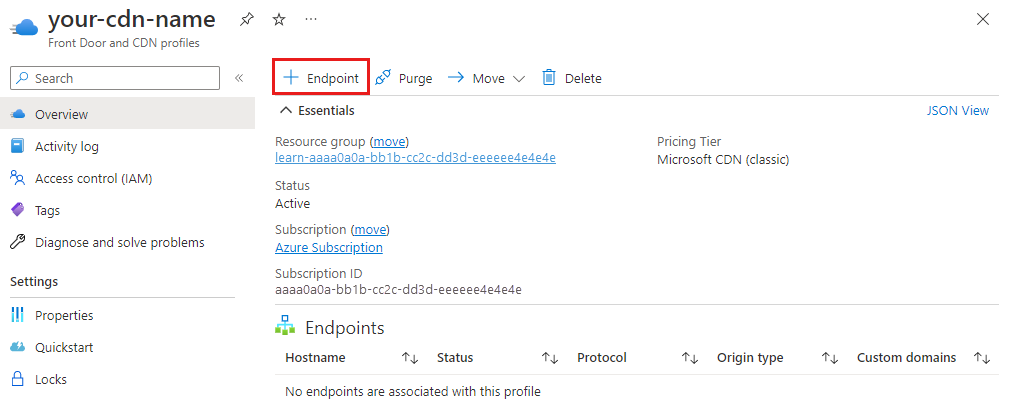 your-cdn-name
Front Door and CDN profiles
Search
Overview
Activity log
Access control (IAM)
Tags
Diagnose and solve problems
Settings
Properties
Quickstart
Locks
Endpoint Purge Move Delete
Essentials
JSON View
Resource group (move)
learn-aaaa0a0a-bb1b-cc2c-dd3d-eeeeee4e4e4e
Status
Active
Subscription (move)
Azure Subscription
Subscription ID
aaaa0a0a-bb1b-cc2c-dd3d-eeeeee4e4e4e
Pricing Tier
Microsoft CDN (classic)
Endpoints
Hostname Status Protocol Origin type Custom domains
No endpoints are associated with this profile